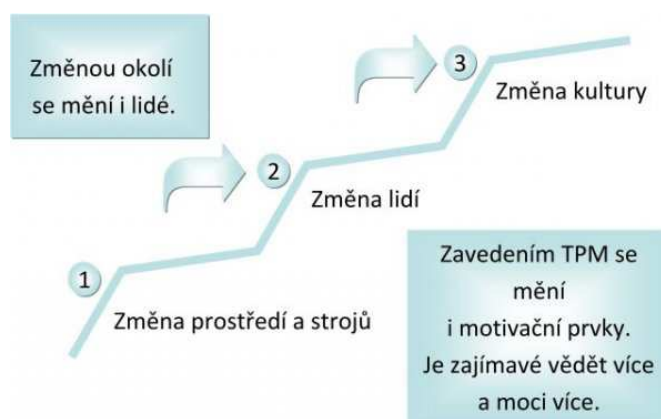 Změnou okolí
se mění i lidé.
3
Změna kultury
2
Změna lidí
1
Změna prostředí a strojů
Zavedením TPM se
mění
i motivační prvky.
Je zajímavé vědět více
a moci více.